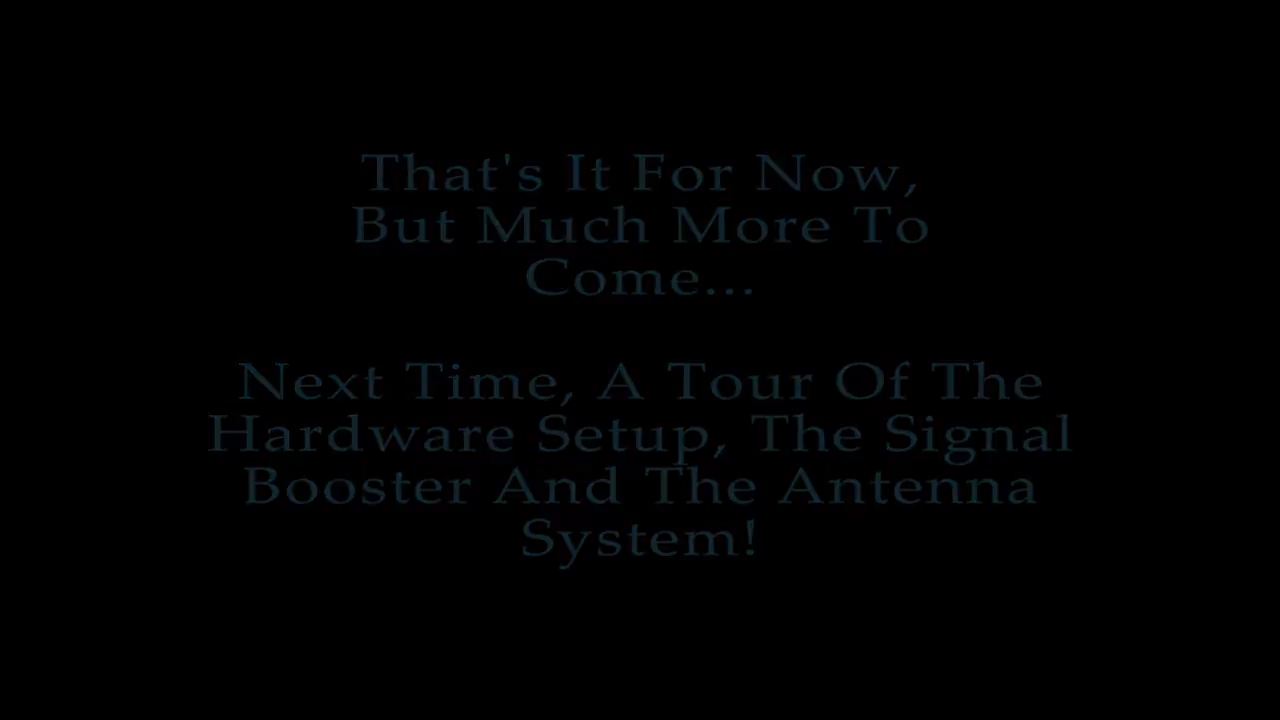 That's It For Now,
But Much More To
Come...
Next Time, A Tour Of The
Hardware Setup, The Signal
Booster And The Antenna
System!